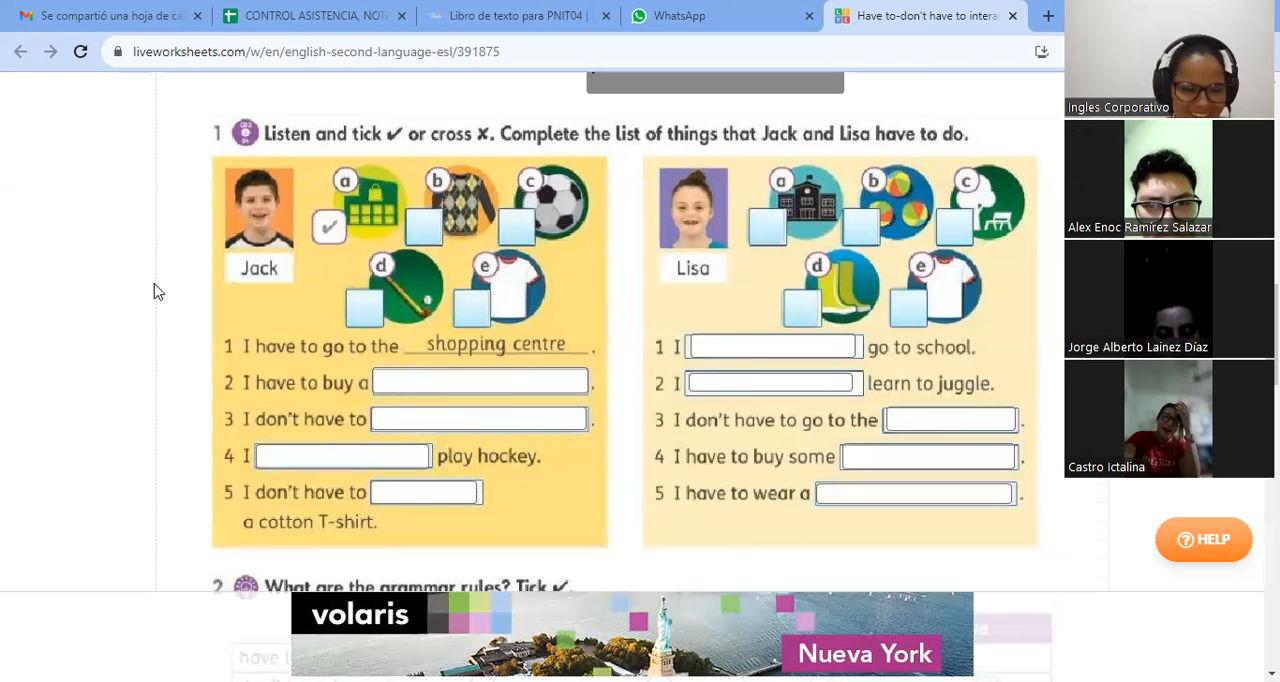 Se compartió una hoja de cá
CONTROL ASISTENCIA, NOTA
Libro de texto para PNIT04 |
WhatsApp
Have to-don't have to intera
liveworksheets.com/w/en/english-second-language-esl/391875
1 Listen and tick ✔ or cross ✘. Complete the list of things that Jack and Lisa have to do.
a
b
c
Jack
d
e
1 I have to go to the shopping centre.
2 I have to buy a .
3 I don't have to .
4 I play hockey.
5 I don't have to
a cotton T-shirt.
a
b
c
Lisa
d
e
1 I go to school.
2 I learn to juggle.
3 I don't have to go to the .
4 I have to buy some .
5 I have to wear a .
2 What are the grammar rules? Tick ✔.
have t
volaris
Nueva York
HELP
Ingles Corporativo
Alex Enoc Ramirez Salazar
Jorge Alberto Lainez Díaz
Castro Ictalina